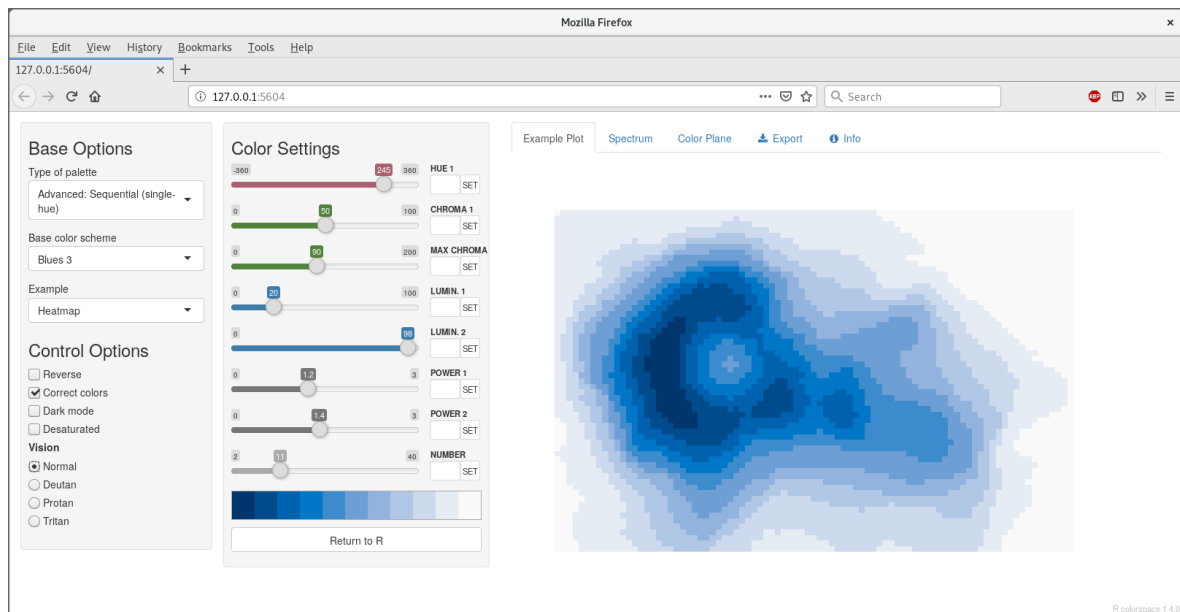 Mozilla Firefox
×
File Edit View History Bookmarks Tools Help
127.0.0.1:5604/ × +
127.0.0.1:5604
Search
ABP
Base Options
Type of palette
Advanced: Sequential (single-
hue)
Base color scheme
Blues 3
Example
Heatmap
Control Options
Reverse
Correct colors
Dark mode
Desaturated
Vision
Normal
Deutan
Protan
Tritan
Color Settings
-360 245 360 HUE 1
SET
0 50 100 CHROMA 1
SET
0 90 200 MAX CHROMA
SET
0 20 100 LUMIN. 1
SET
0 98 LUMIN. 2
SET
0 1.2 3 POWER 1
SET
0 1.4 3 POWER 2
SET
2 11 40 NUMBER
SET
Return to R
Example Plot Spectrum Color Plane Export Info
R colorspace 1.4.0